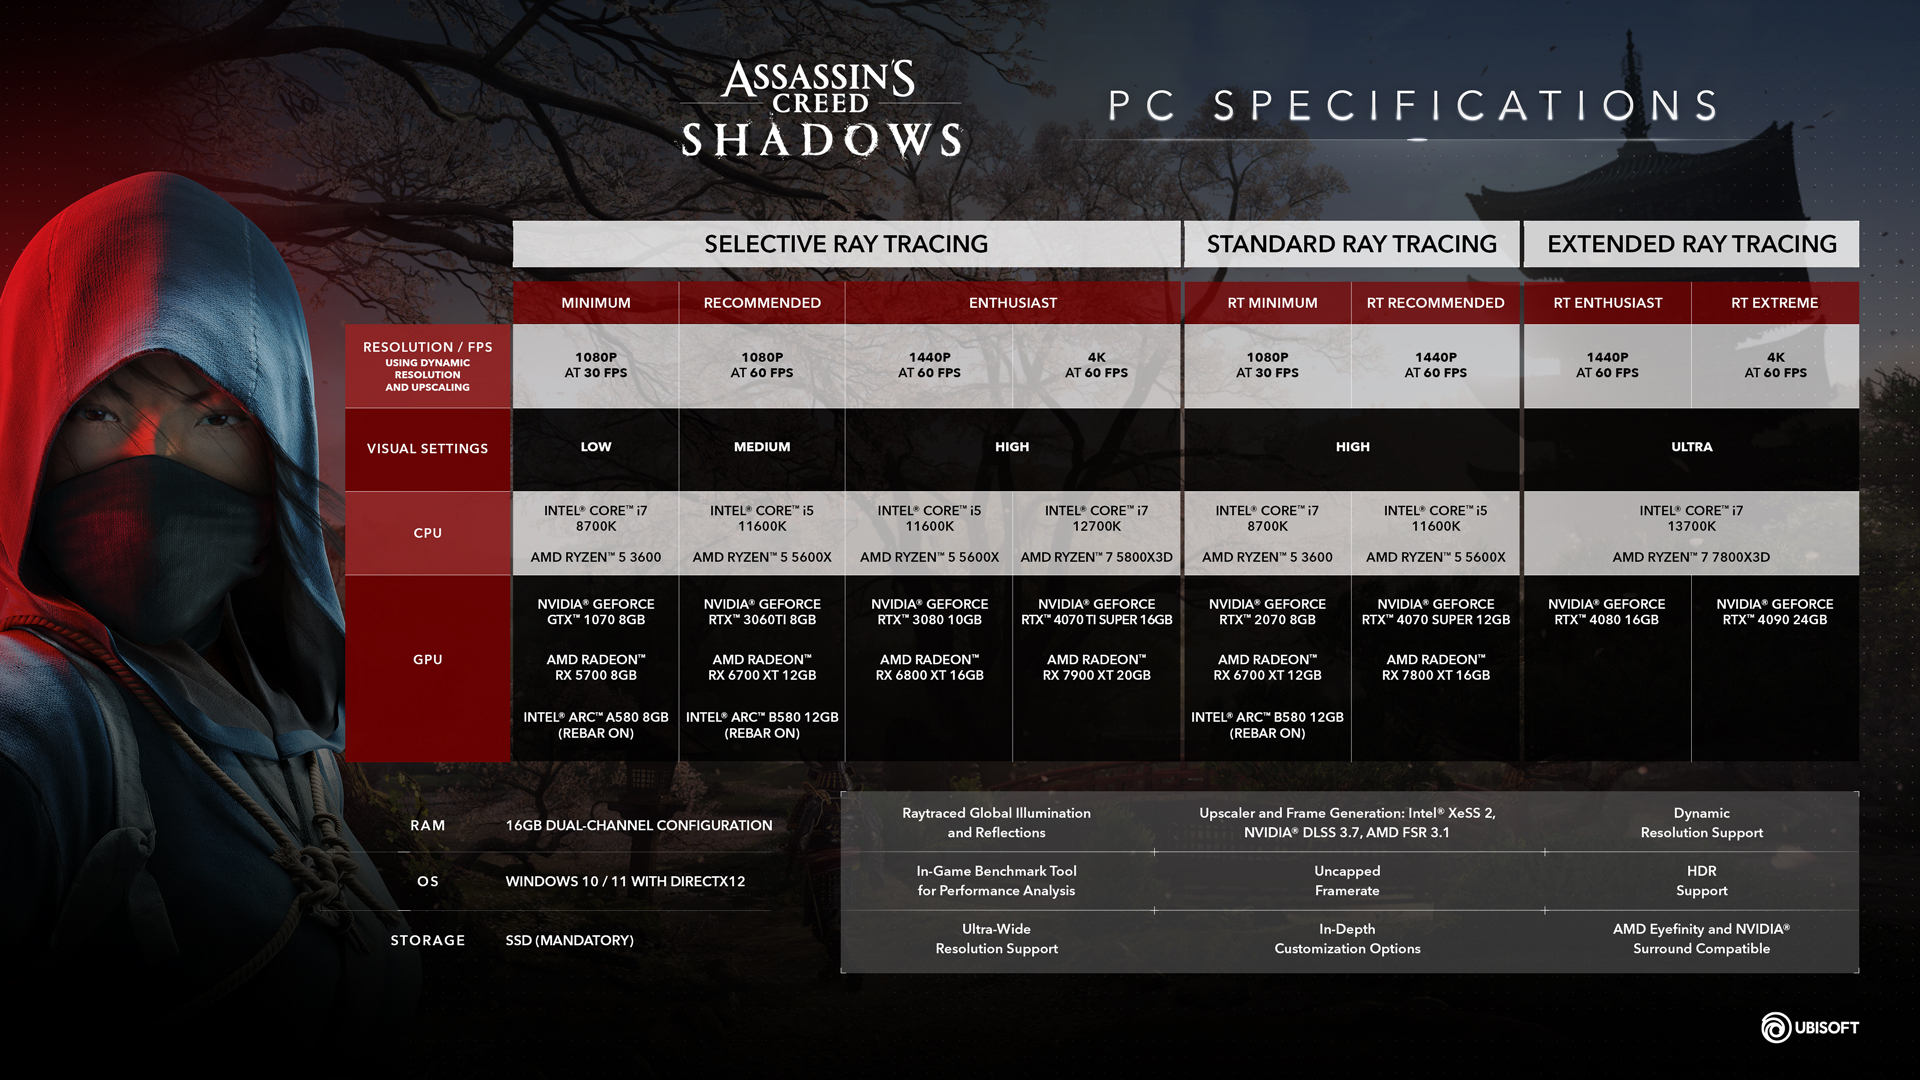 ASSASSIN'S
CREED
SHADOWS
PC SPECIFICATIONS
SELECTIVE RAY TRACING
STANDARD RAY TRACING
EXTENDED RAY TRACING
MINIMUM
RECOMMENDED
ENTHUSIAST
RT MINIMUM
RT RECOMMENDED
RT ENTHUSIAST
RT EXTREME
RESOLUTION / FPS
USING DYNAMIC
RESOLUTION
AND UPSCALING
1080P
AT 30 FPS
1080P
AT 60 FPS
1440P
AT 60 FPS
4K
AT 60 FPS
1080P
AT 30 FPS
1440P
AT 60 FPS
1440P
AT 60 FPS
4K
AT 60 FPS
VISUAL SETTINGS
LOW
MEDIUM
HIGH
HIGH
ULTRA
CPU
INTEL® CORE™ i7
8700K
AMD RYZEN™ 5 3600
INTEL® CORE™ i5
11600K
AMD RYZEN™ 5 5600X
INTEL® CORE™ i5
11600K
AMD RYZEN™ 5 5600X
INTEL® CORE™ i7
12700K
AMD RYZEN™ 7 5800X3D
INTEL® CORE™ i7
8700K
AMD RYZEN™ 5 3600
INTEL® CORE™ i5
11600K
AMD RYZEN™ 5 5600X
INTEL® CORE™ i7
13700K
AMD RYZEN™ 7 7800X3D
GPU
NVIDIA® GEFORCE
GTX™ 1070 8GB
AMD RADEON™
RX 5700 8GB
INTEL® ARC™ A580 8GB
(REBAR ON)
NVIDIA® GEFORCE
RTX™ 3060TI 8GB
AMD RADEON™
RX 6700 XT 12GB
INTEL® ARC™ B580 12GB
(REBAR ON)
NVIDIA® GEFORCE
RTX™ 3080 10GB
AMD RADEON™
RX 6800 XT 16GB
NVIDIA® GEFORCE
RTX™ 4070 TI SUPER 16GB
AMD RADEON™
RX 7900 XT 20GB
NVIDIA® GEFORCE
RTX™ 2070 8GB
AMD RADEON™
RX 6700 XT 12GB
INTEL® ARC™ B580 12GB
(REBAR ON)
NVIDIA® GEFORCE
RTX™ 4070 SUPER 12GB
AMD RADEON™
RX 7800 XT 16GB
NVIDIA® GEFORCE
RTX™ 4080 16GB
NVIDIA® GEFORCE
RTX™ 4090 24GB
RAM
16GB DUAL-CHANNEL CONFIGURATION
OS
WINDOWS 10 / 11 WITH DIRECTX12
STORAGE
SSD (MANDATORY)
Raytraced Global Illumination
and Reflections
Upscaler and Frame Generation: Intel® XeSS 2,
NVIDIA® DLSS 3.7, AMD FSR 3.1
Dynamic
Resolution Support
In-Game Benchmark Tool
for Performance Analysis
Uncapped
Framerate
HDR
Support
Ultra-Wide
Resolution Support
In-Depth
Customization Options
AMD Eyefinity and NVIDIA®
Surround Compatible
UBISOFT